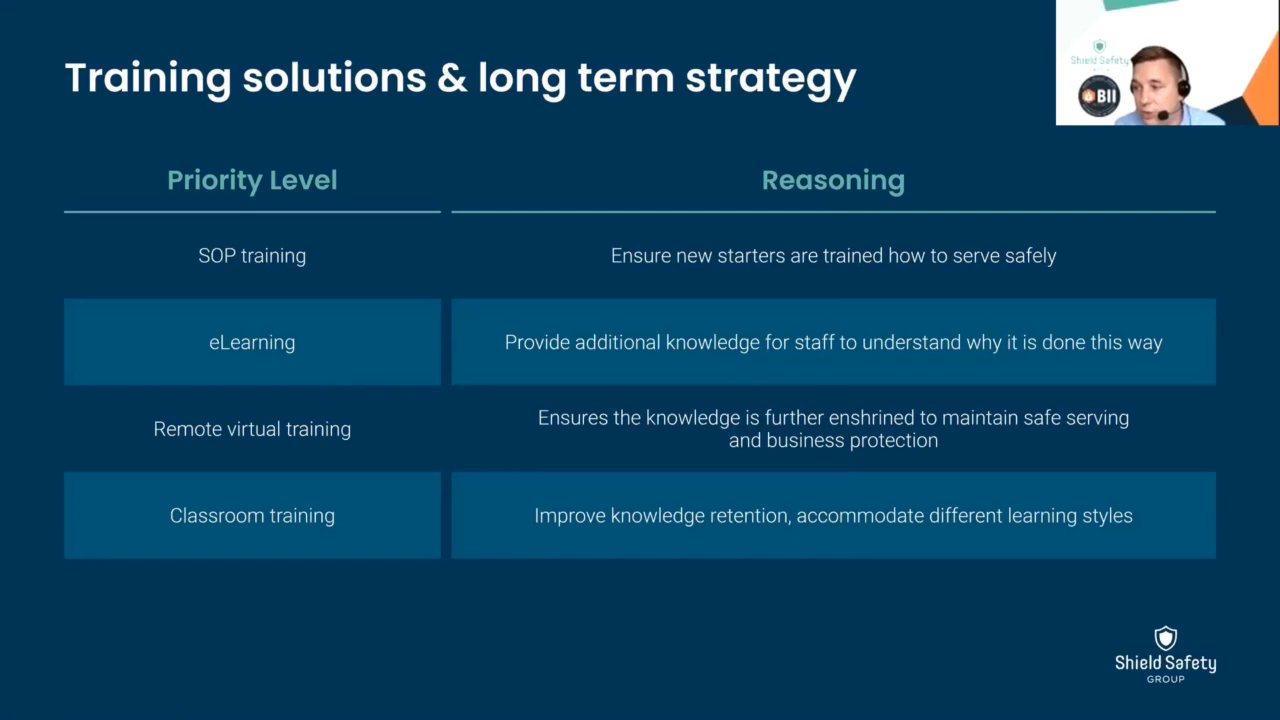 Training solutions & long term strategy
Shield Safety
BII
Priority Level
Reasoning
SOP training
Ensure new starters are trained how to serve safely
eLearning
Provide additional knowledge for staff to understand why it is done this way
Remote virtual training
Ensures the knowledge is further enshrined to maintain safe serving
and business protection
Classroom training
Improve knowledge retention, accommodate different learning styles
Shield Safety
GROUP